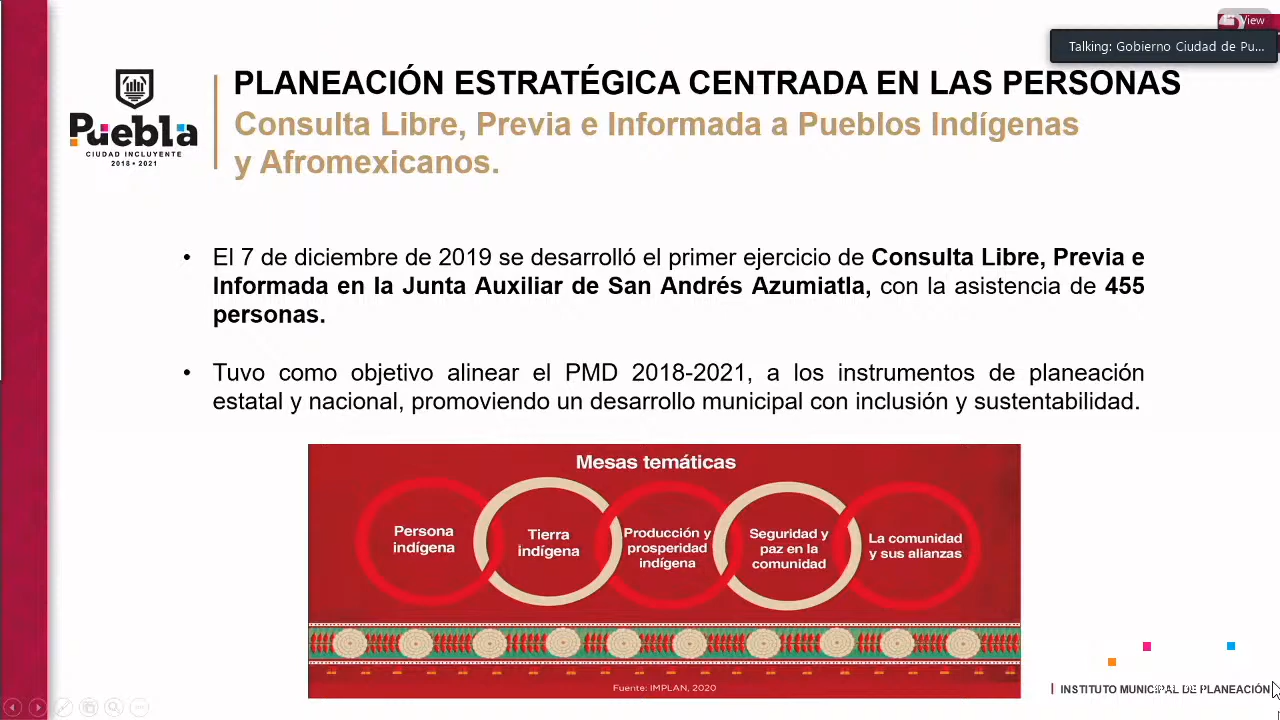 View
Talking: Gobierno Ciudad de Pu...
PLANEACIÓN ESTRATÉGICA CENTRADA EN LAS PERSONAS
Consulta Libre, Previa e Informada a Pueblos Indígenas
y Afromexicanos.
Puebla
CIUDAD INCLUYENTE
2018 • 2021
• El 7 de diciembre de 2019 se desarrolló el primer ejercicio de Consulta Libre, Previa e
Informada en la Junta Auxiliar de San Andrés Azumiatla, con la asistencia de 455
personas.
• Tuvo como objetivo alinear el PMD 2018-2021, a los instrumentos de planeación
estatal y nacional, promoviendo un desarrollo municipal con inclusión y sustentabilidad.
Mesas temáticas
Persona
indígena
Tierra
indígena
Producción y
prosperidad
indígena
Seguridad y
paz en la
comunidad
La comunidad
y sus alianzas
Fuente: IMPLAN, 2020
INSTITUTO MUNICIPAL DE PLANEACIÓN